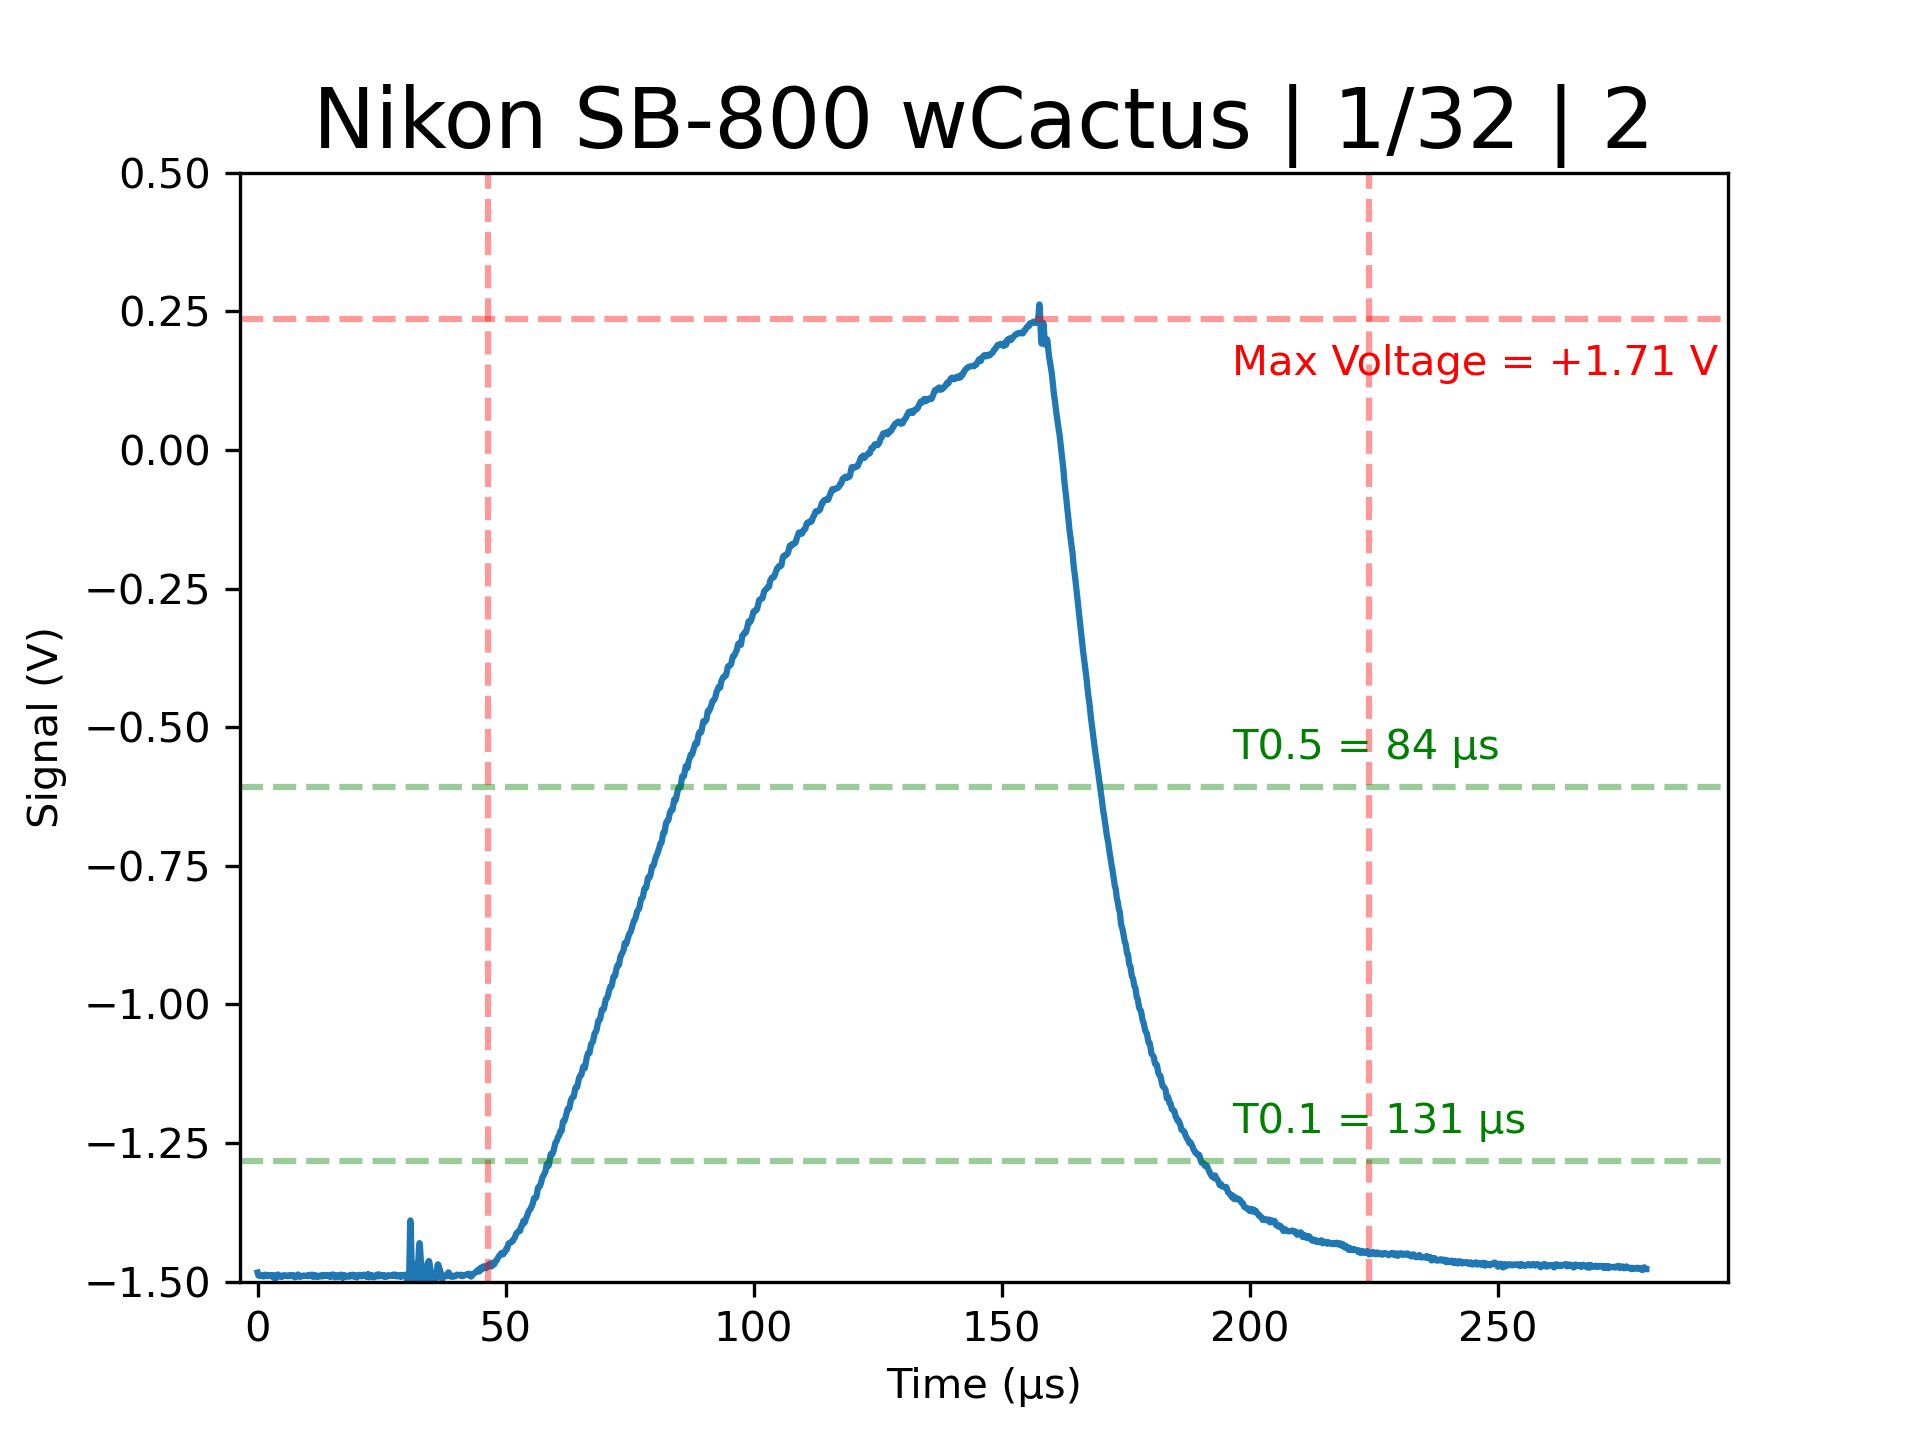 Nikon SB-800 wCactus | 1/32 | 2
0.50
0.25
0.00
−0.25
−0.50
−0.75
−1.00
−1.25
−1.50
Signal (V)
Max Voltage = +1.71 V
T0.5 = 84 µs
T0.1 = 131 µs
0 50 100 150 200 250
Time (µs)